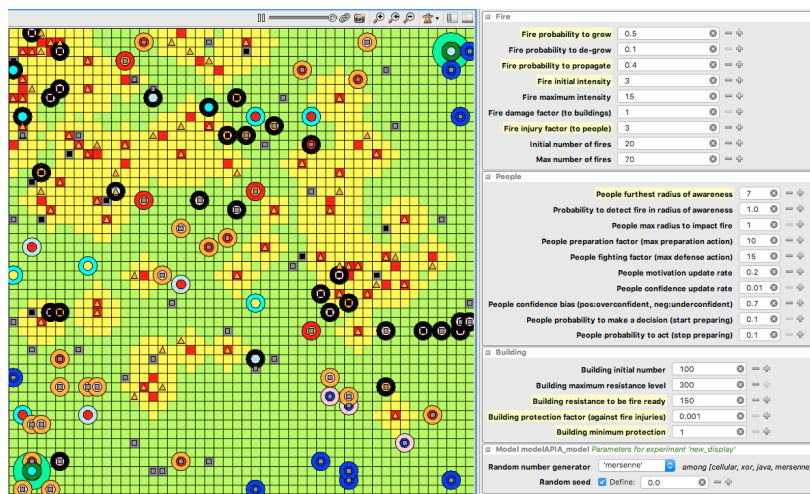 Fire
Fire probability to grow 0.5
Fire probability to de-grow 0.1
Fire probability to propagate 0.4
Fire initial intensity 3
Fire maximum intensity 15
Fire damage factor (to buildings) 1
Fire injury factor (to people) 3
Initial number of fires 20
Max number of fires 70
People
People furthest radius of awareness 7
Probability to detect fire in radius of awareness 1.0
People max radius to impact fire 1
People preparation factor (max preparation action) 10
People fighting factor (max defense action) 15
People motivation update rate 0.2
People confidence update rate 0.01
People confidence bias (pos:overconfident, neg:underconfident) 0.7
People probability to make a decision (start preparing) 0.1
People probability to act (stop preparing) 0.1
Building
Building initial number 100
Building maximum resistance level 300
Building resistance to be fire ready 150
Building protection factor (against fire injuries) 0.001
Building minimum protection 1
Model modelAPIA_model Parameters for experiment 'new_display'
Random number generator 'mersenne' among [cellular, xor, java, mersenne]
Random seed Define: 0.0